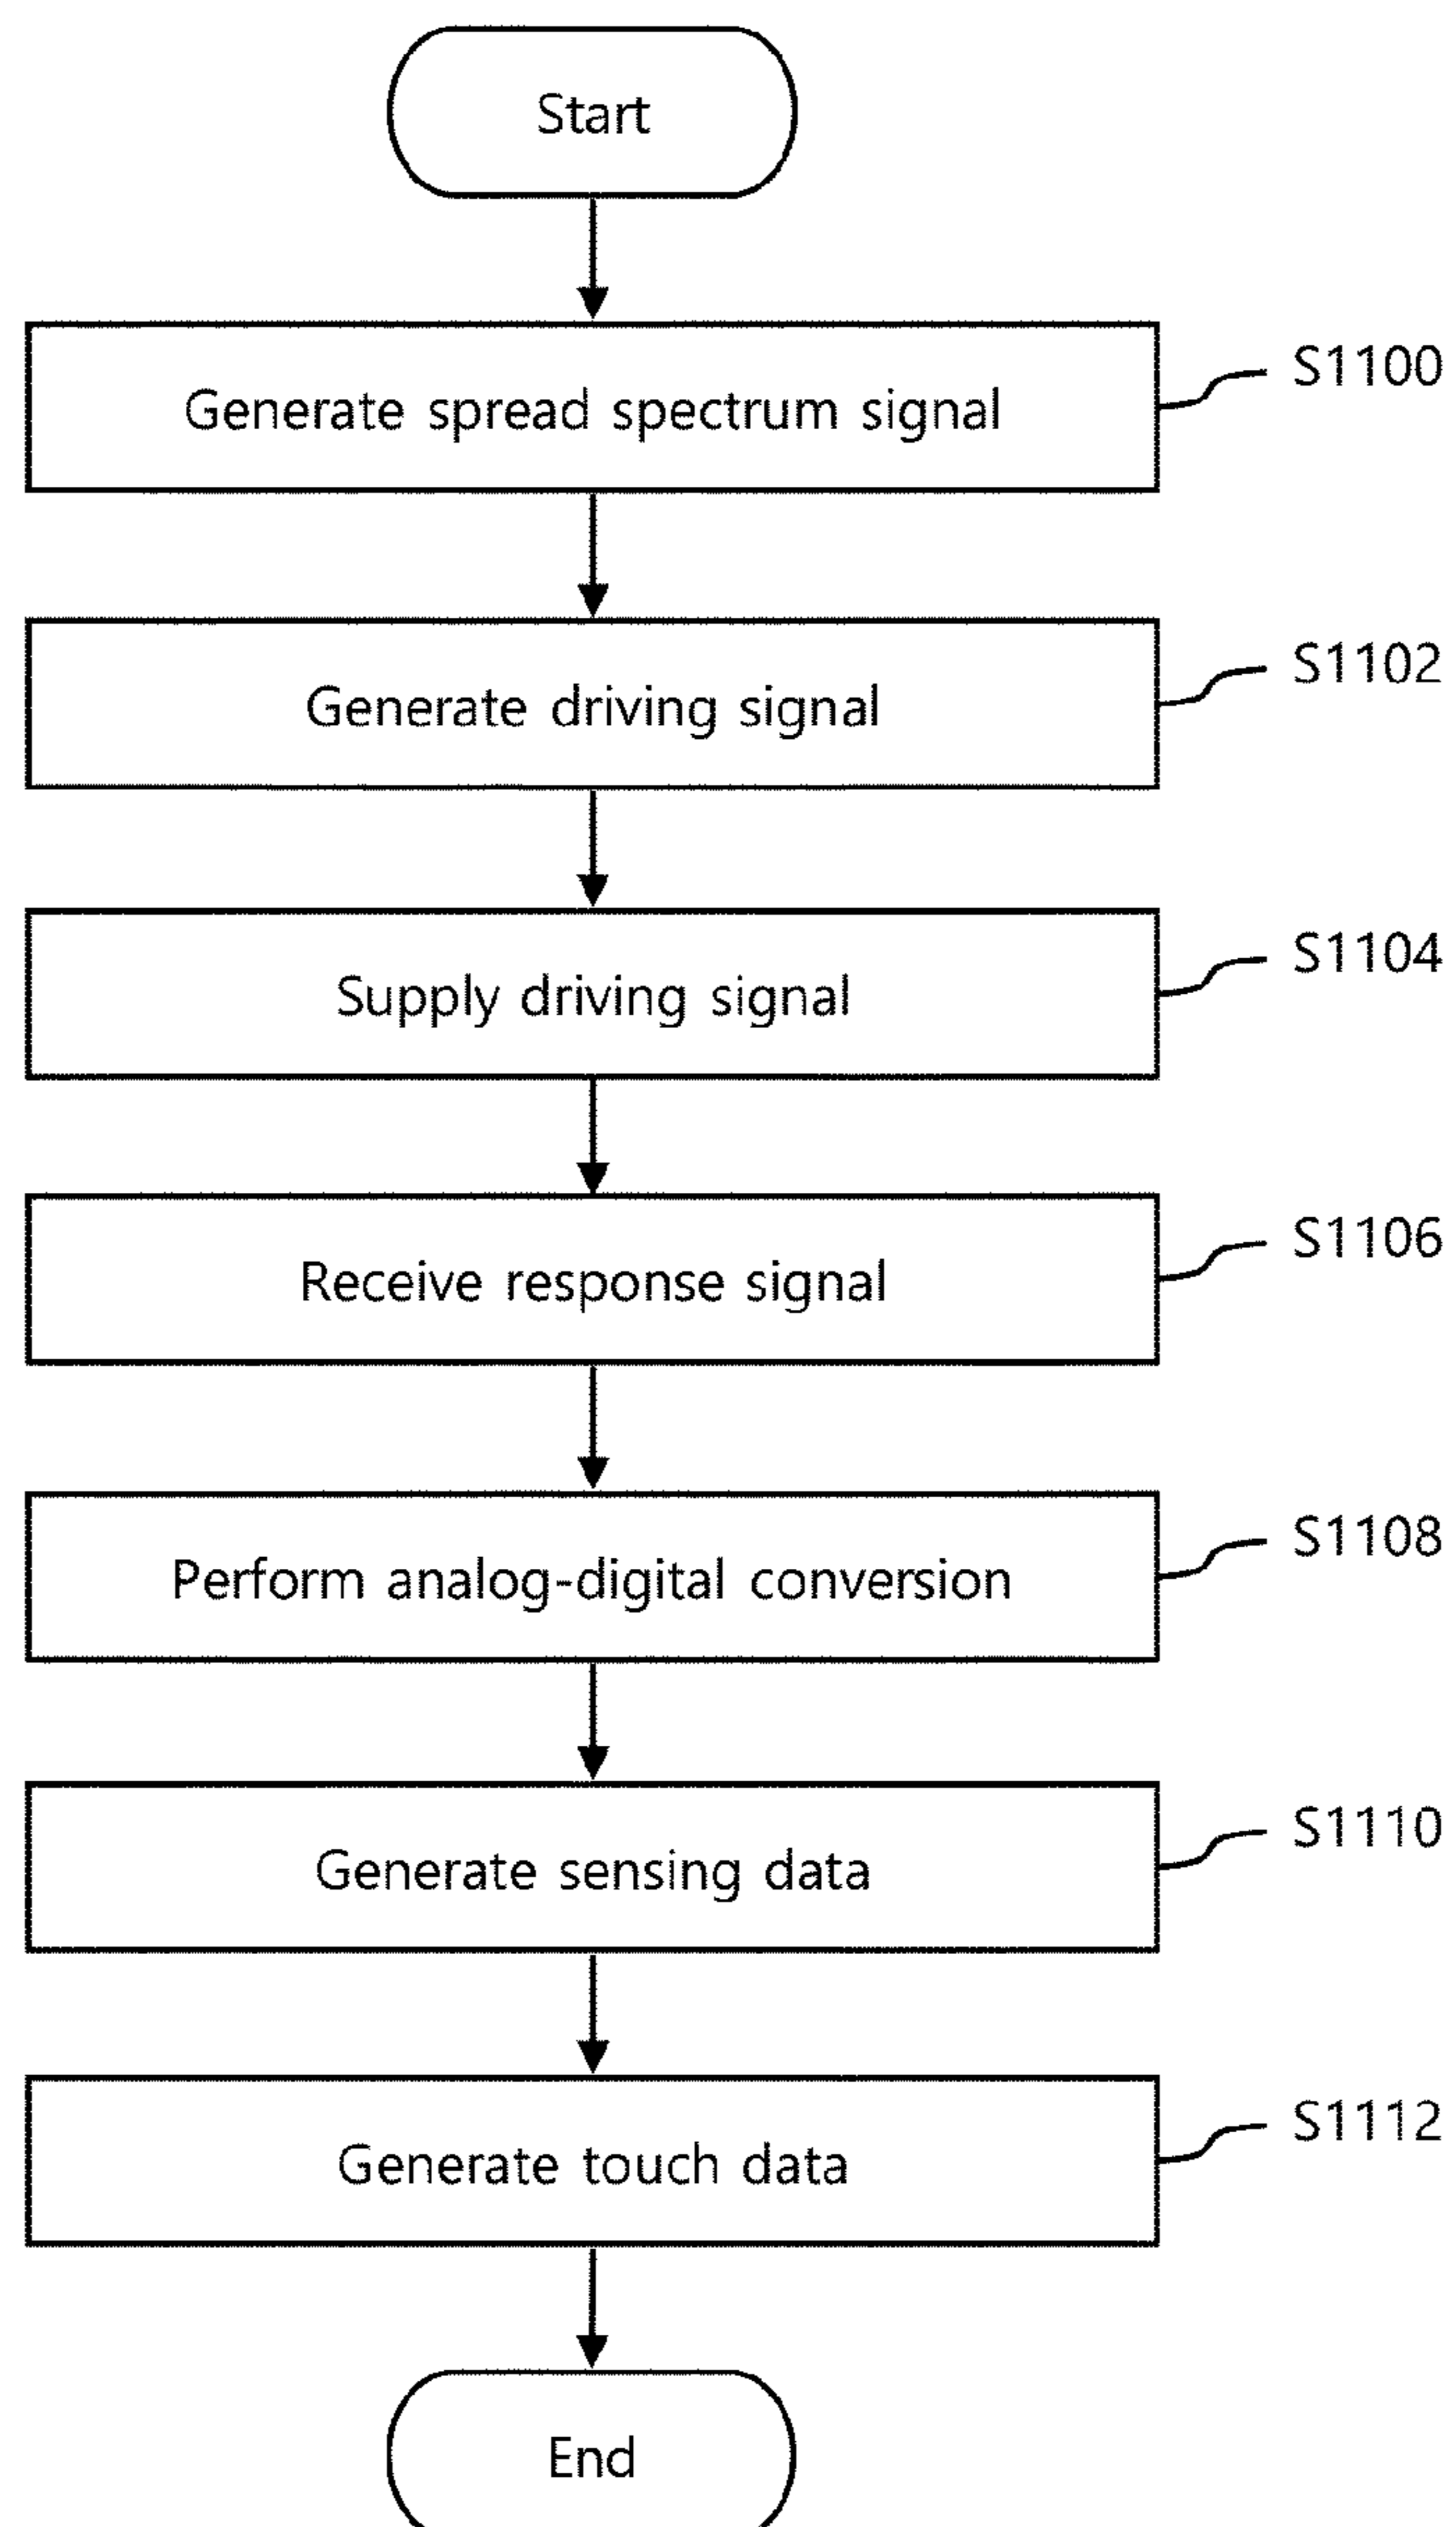 Start
Generate spread spectrum signal
S1100
Generate driving signal
S1102
Supply driving signal
S1104
Receive response signal
S1106
Perform analog-digital conversion
S1108
Generate sensing data
S1110
Generate touch data
S1112
End